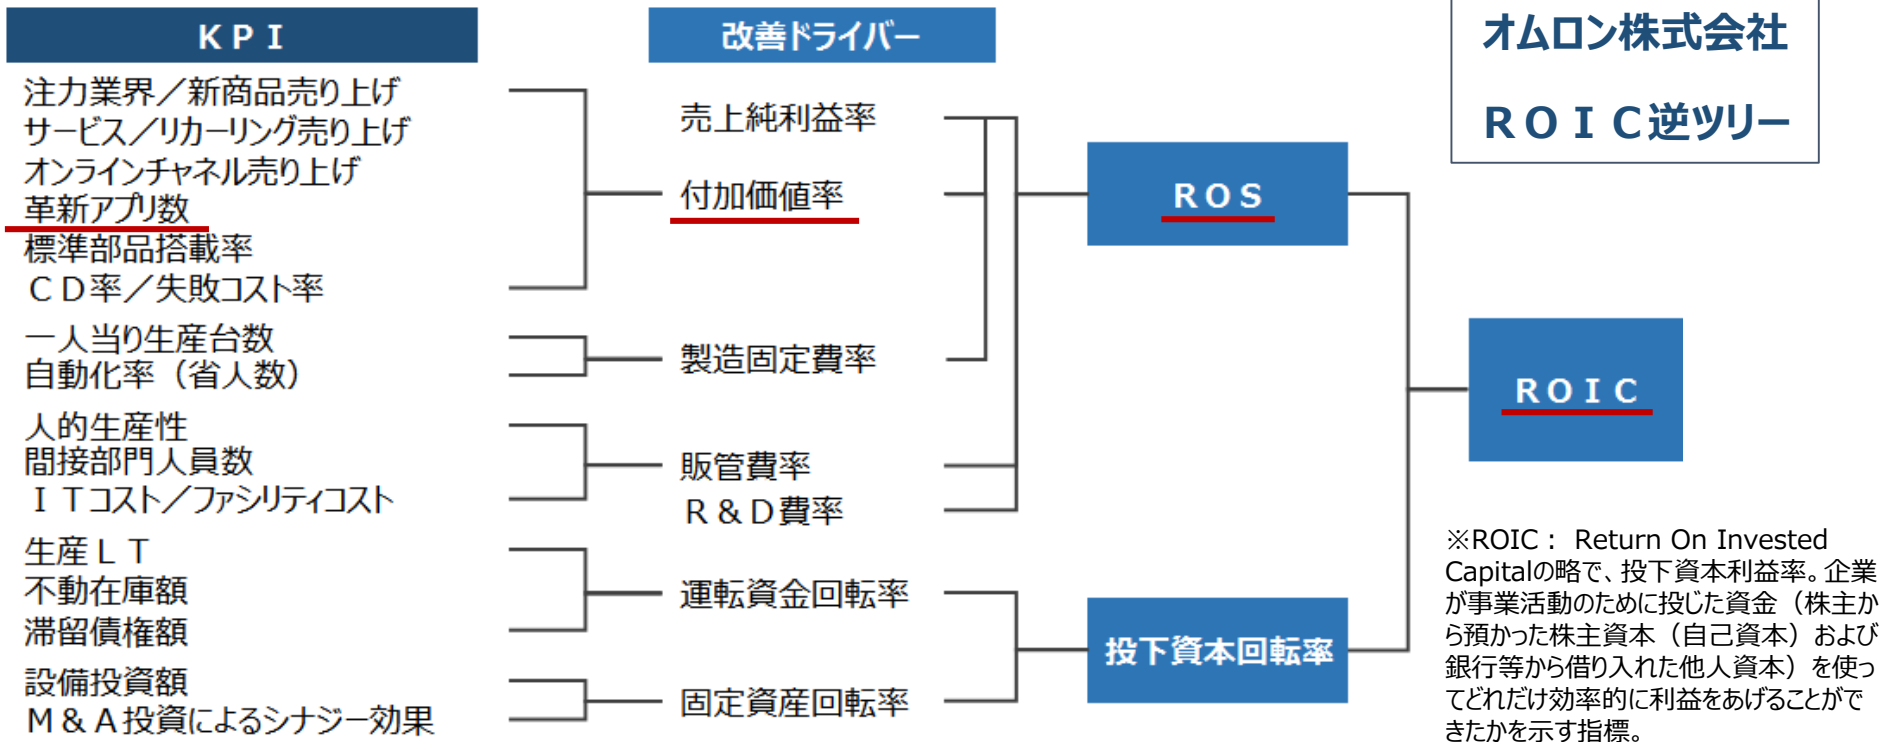 KPI
改善ドライバー
オムロン株式会社
ROIC逆ツリー
注力業界／新商品売り上げ
サービス／リカーリング売り上げ
オンラインチャネル売り上げ
革新アプリ数
標準部品搭載率
CD率／失敗コスト率
一人当り生産台数
自動化率（省人数）
人的生産性
間接部門人員数
ITコスト／ファシリティコスト
生産LT
不動在庫額
滞留債権額
設備投資額
M&A投資によるシナジー効果
売上純利益率
付加価値率
製造固定費率
販管費率
R&D費率
運転資金回転率
固定資産回転率
ROS
投下資本回転率
ROIC
※ROIC： Return On Invested
Capitalの略で、投下資本利益率。企業
が事業活動のために投じた資金（株主か
ら預かった株主資本（自己資本）および
銀行等から借り入れた他人資本）を使っ
てどれだけ効率的に利益をあげることがで
きたかを示す指標。